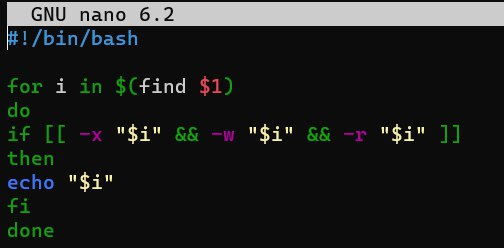 GNU nano 6.2
#!/bin/bash
for i in $(find $1)
do
if [[ -x "$i" && -w "$i" && -r "$i" ]]
then
echo "$i"
fi
done